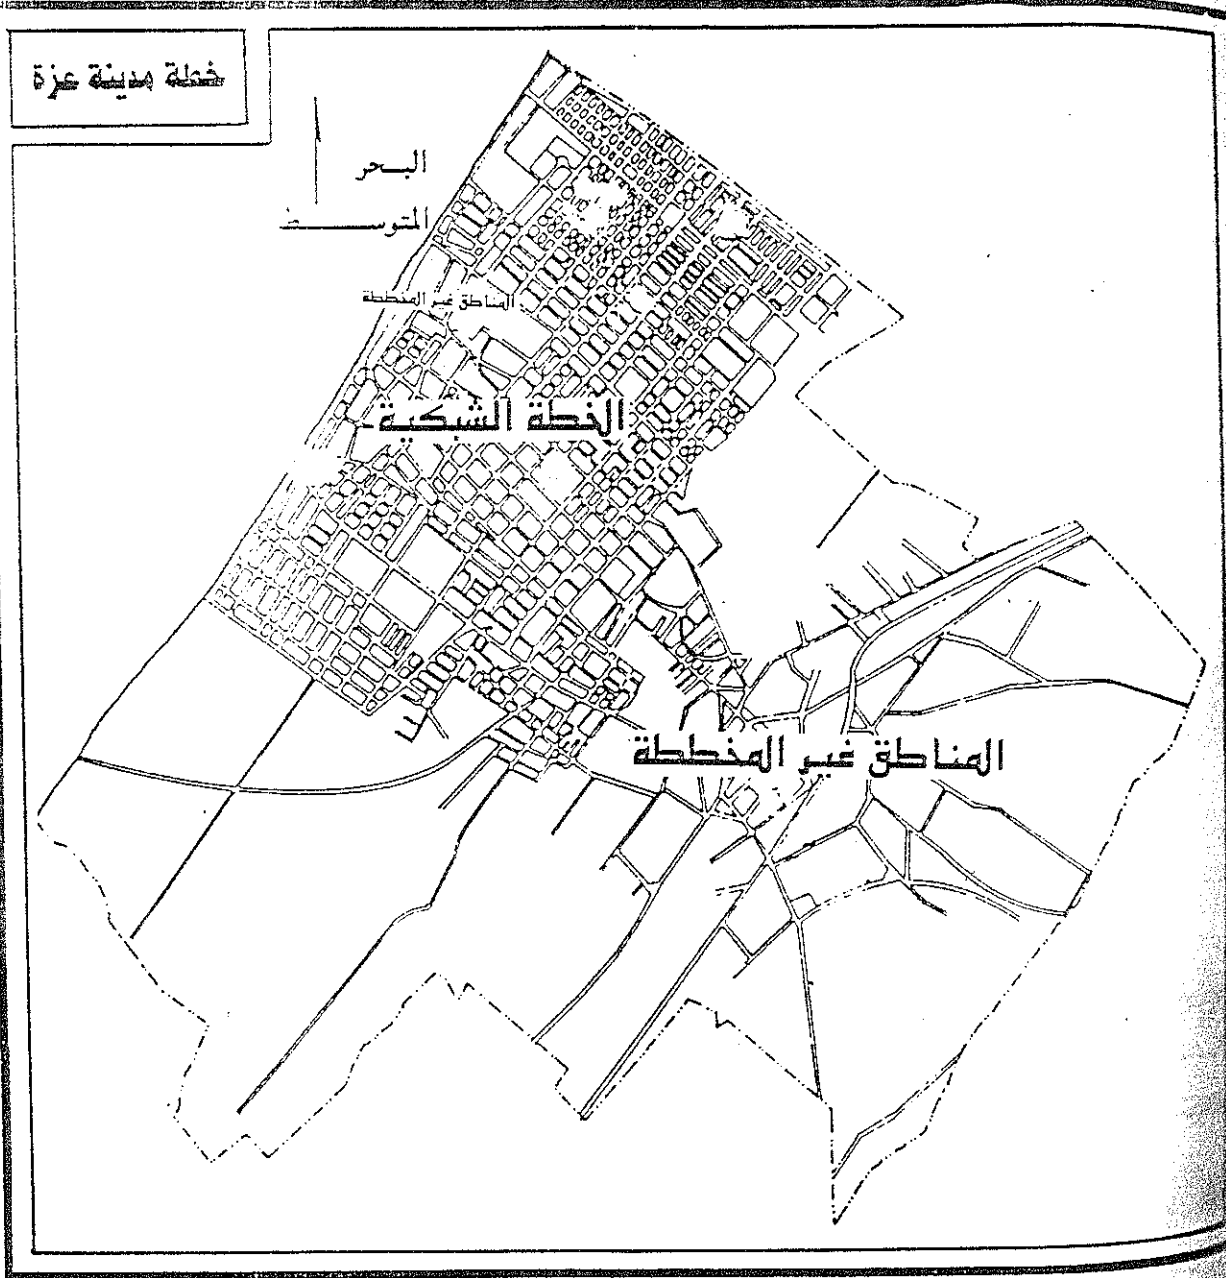 خطة مدينة غزة
البحر
المتوسط
المناطق غير المخططة
الخطة الشبكية
المناطق غير المخططة